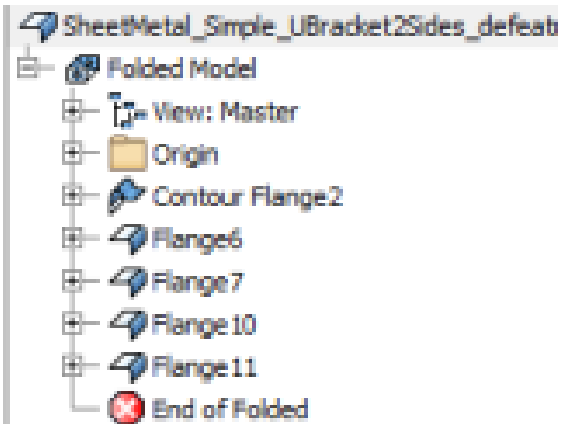 SheetMetal_Simple_UBracket2Sides_defeat
Folded Model
View: Master
Origin
Contour Flange2
Flange6
Flange7
Flange10
Flange11
End of Folded